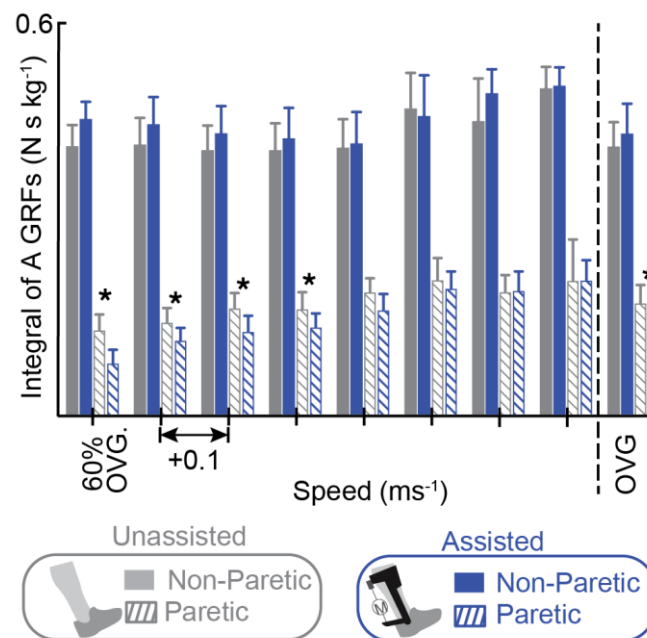 0.6
Integral of A GRFs (N s kg⁻¹)
*
*
*
*
*
60%
OVG.
+0.1
OVG
Speed (ms⁻¹)
Unassisted
Non-Paretic
Paretic
Assisted
M
Non-Paretic
Paretic